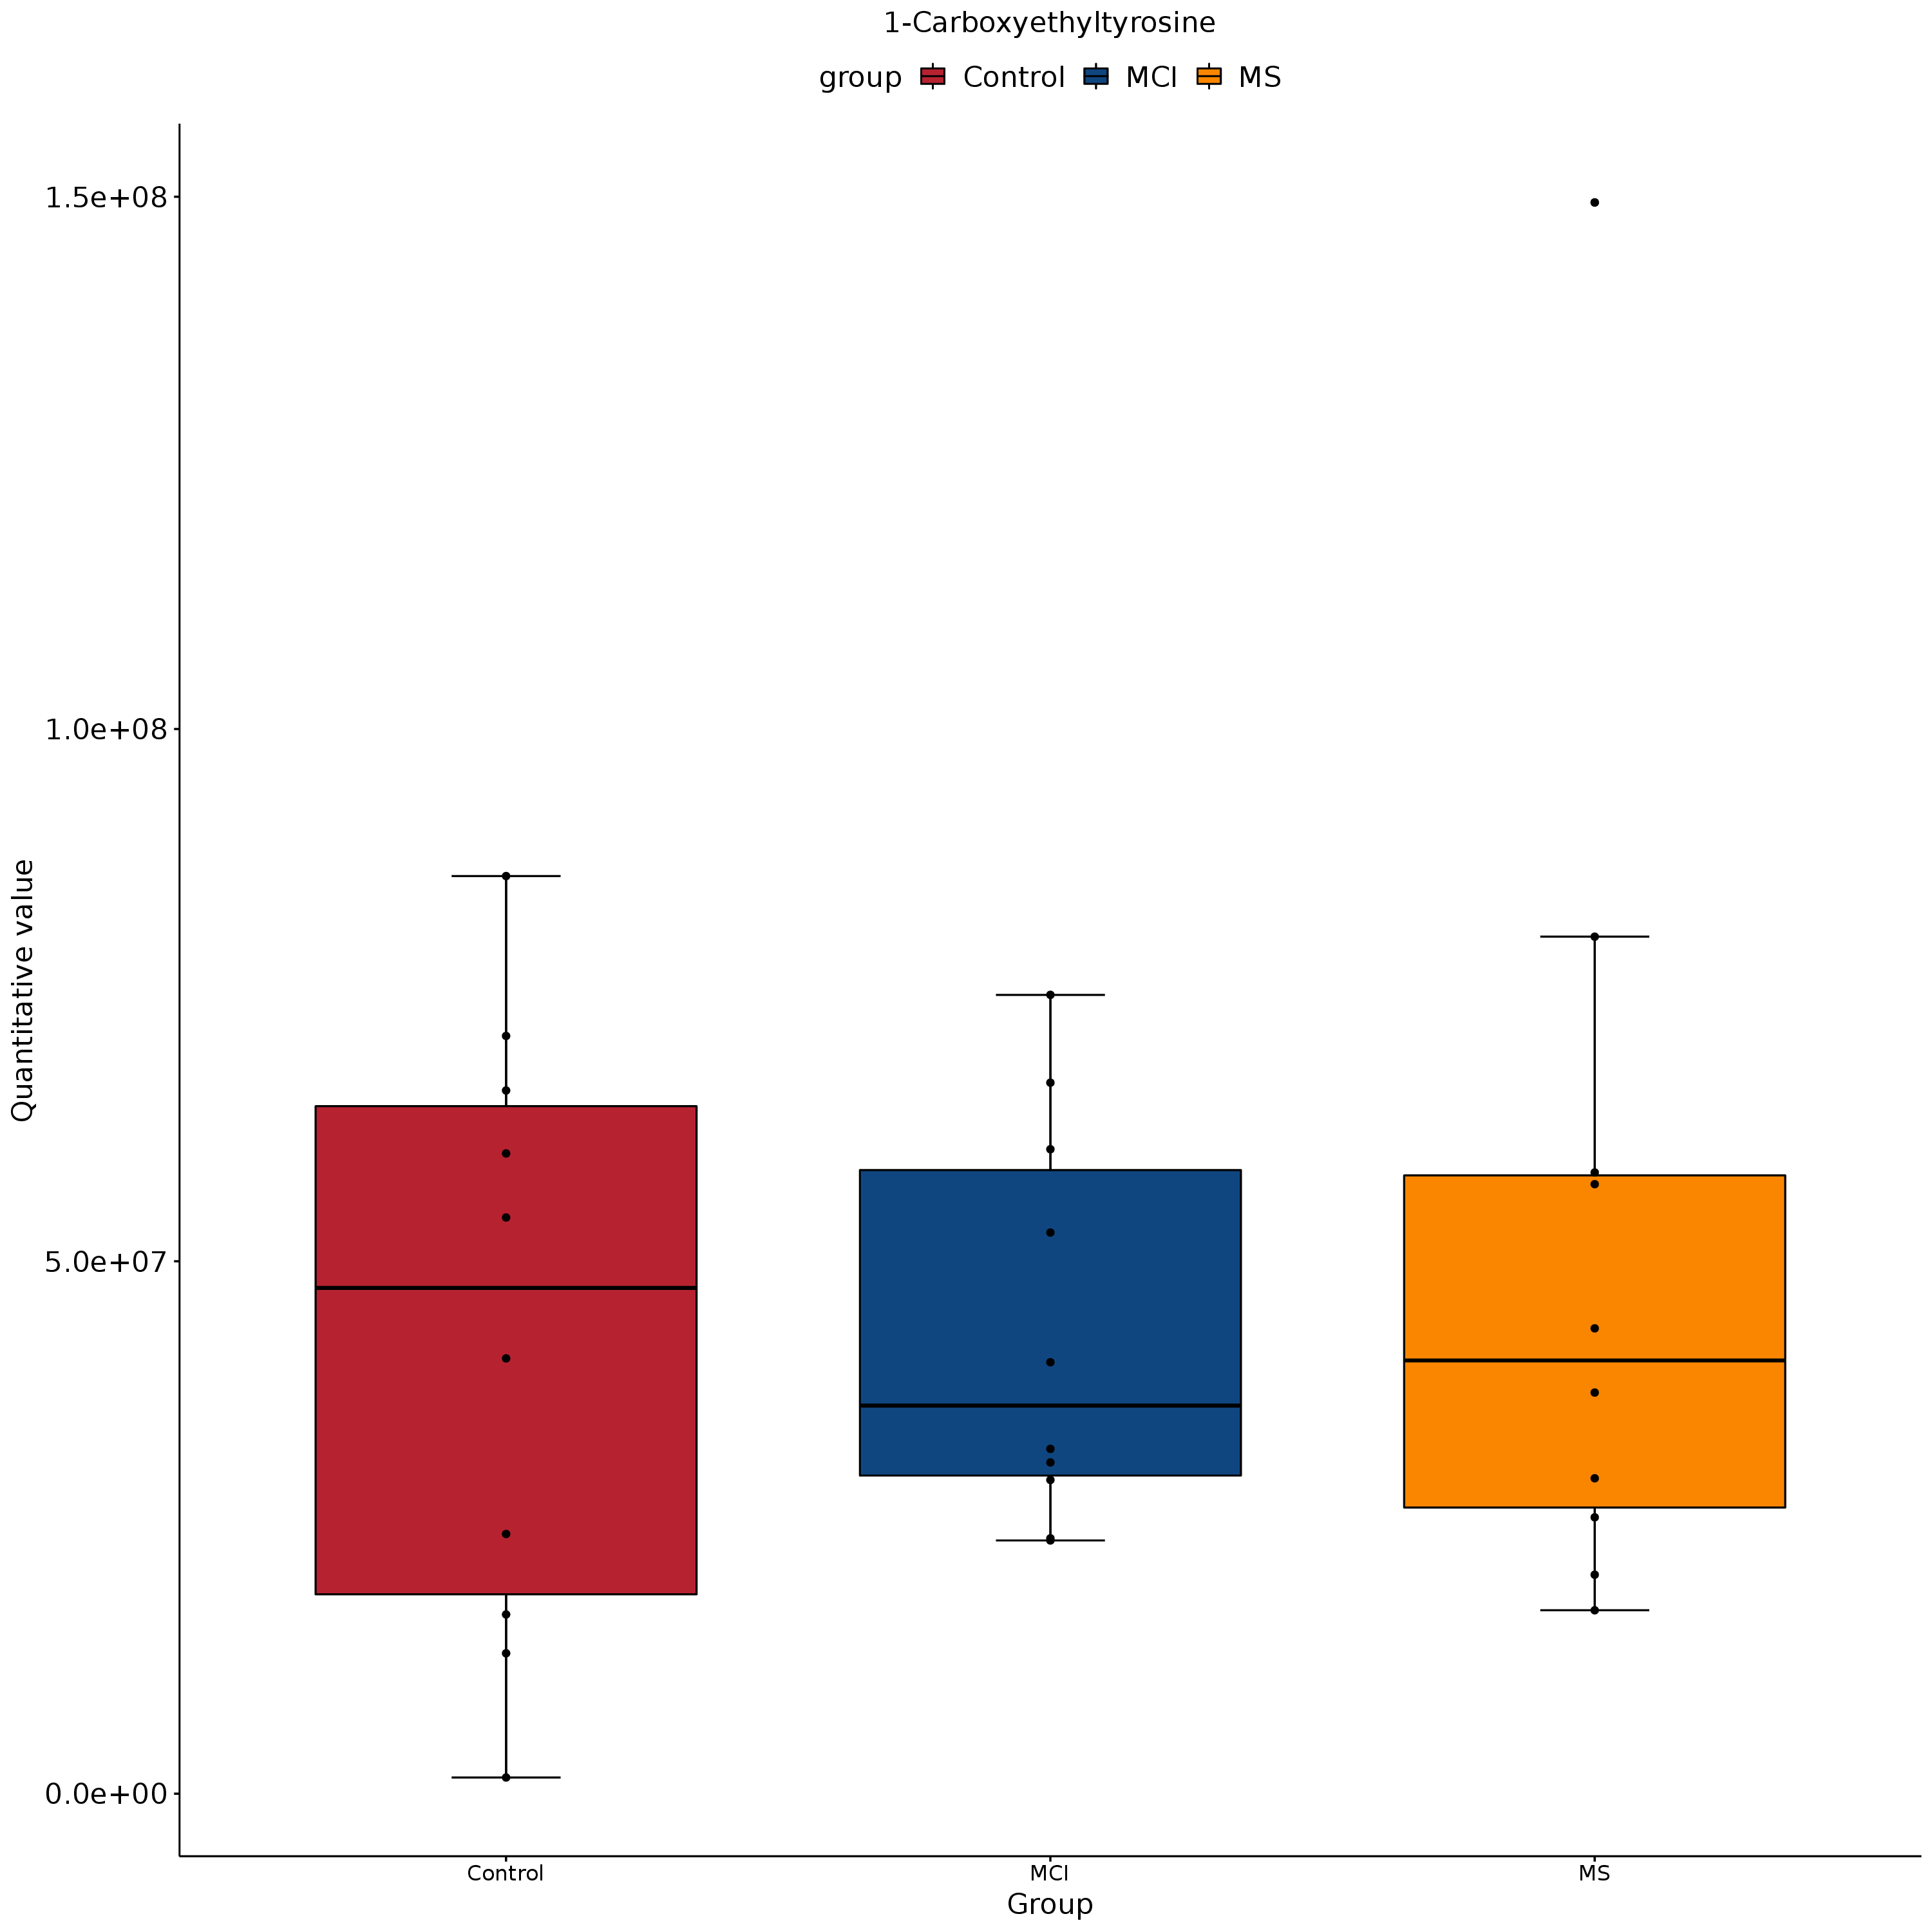 1-Carboxyethyltyrosine
group Control MCI MS
1.5e+08
1.0e+08
5.0e+07
0.0e+00
Quantitative value
Control MCI MS
Group